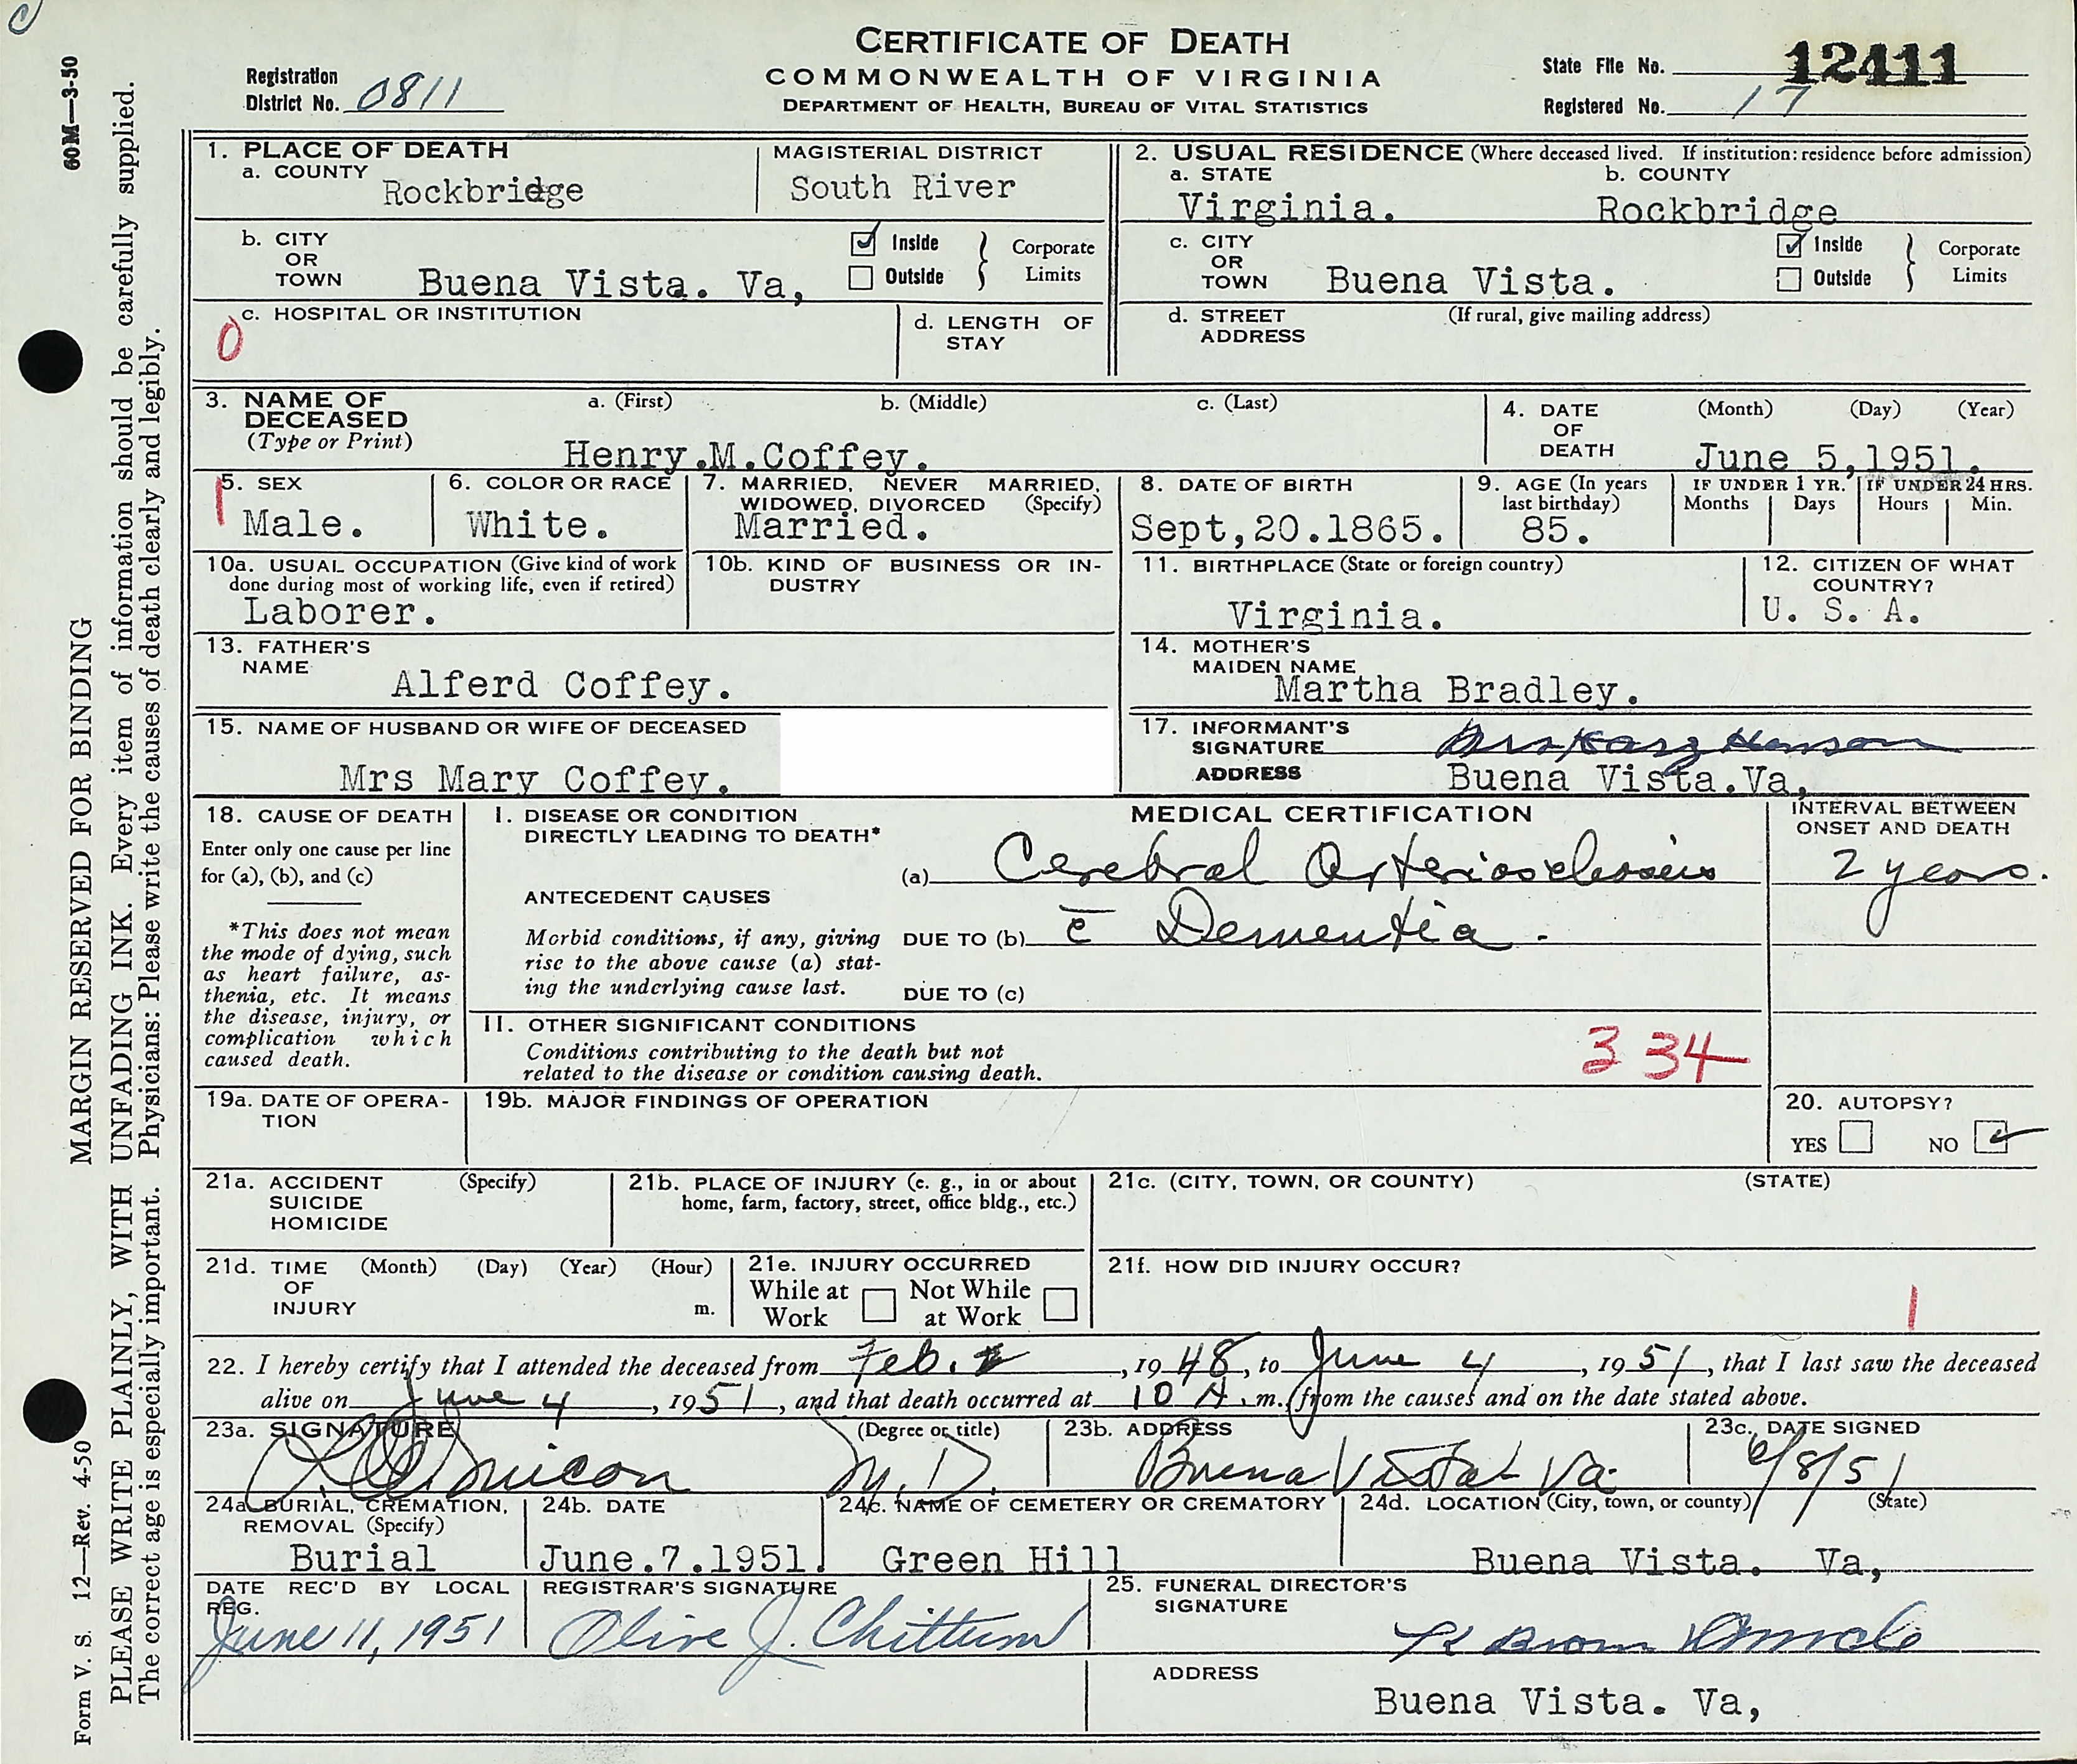 CERTIFICATE OF DEATH
COMMONWEALTH OF VIRGINIA
DEPARTMENT OF HEALTH, BUREAU OF VITAL STATISTICS
Registration
District No. 0811
State File No. 12411
Registered No. 17
60M—3-50
MARGIN RESERVED FOR BINDING
PLEASE WRITE PLAINLY, WITH UNFADING INK. Every item of information should be carefully supplied.
The correct age is especially important. Physicians: Please write the causes of death clearly and legibly.
Form V. S. 12—Rev. 4-50
1. PLACE OF DEATH
a. COUNTY Rockbridge
MAGISTERIAL DISTRICT
South River
2. USUAL RESIDENCE (Where deceased lived. If institution: residence before admission)
a. STATE Virginia.
b. COUNTY Rockbridge
b. CITY OR TOWN Buena Vista. Va,
Inside
Outside
Corporate Limits
c. CITY OR TOWN Buena Vista.
Inside
Outside
Corporate Limits
c. HOSPITAL OR INSTITUTION
0
d. LENGTH OF STAY
d. STREET ADDRESS
(If rural, give mailing address)
3. NAME OF DECEASED
(Type or Print)
a. (First) b. (Middle) c. (Last)
Henry.M.Coffey.
4. DATE OF DEATH
(Month) (Day) (Year)
June 5,1951.
1
5. SEX
Male.
6. COLOR OR RACE
White.
7. MARRIED, NEVER MARRIED, WIDOWED, DIVORCED (Specify)
Married.
8. DATE OF BIRTH
Sept,20.1865.
9. AGE (In years last birthday)
85.
IF UNDER 1 YR.
Months Days
IF UNDER 24 HRS.
Hours Min.
10a. USUAL OCCUPATION (Give kind of work done during most of working life, even if retired)
Laborer.
10b. KIND OF BUSINESS OR INDUSTRY
11. BIRTHPLACE (State or foreign country)
Virginia.
12. CITIZEN OF WHAT COUNTRY?
U. S. A.
13. FATHER'S NAME
Alferd Coffey.
14. MOTHER'S MAIDEN NAME
Martha Bradley.
15. NAME OF HUSBAND OR WIFE OF DECEASED
Mrs Mary Coffey.
17. INFORMANT'S SIGNATURE
ADDRESS Buena Vista.Va,
18. CAUSE OF DEATH
Enter only one cause per line for (a), (b), and (c)
*This does not mean the mode of dying, such as heart failure, asthenia, etc. It means the disease, injury, or complication which caused death.
MEDICAL CERTIFICATION
INTERVAL BETWEEN ONSET AND DEATH
I. DISEASE OR CONDITION DIRECTLY LEADING TO DEATH*
(a) Cerebral Arteriosclerosis
2 years.
ANTECEDENT CAUSES
Morbid conditions, if any, giving rise to the above cause (a) stating the underlying cause last.
DUE TO (b) c̄ Dementia.
DUE TO (c)
II. OTHER SIGNIFICANT CONDITIONS
Conditions contributing to the death but not related to the disease or condition causing death.
334
19a. DATE OF OPERATION
19b. MAJOR FINDINGS OF OPERATION
20. AUTOPSY?
YES NO
21a. ACCIDENT SUICIDE HOMICIDE (Specify)
21b. PLACE OF INJURY (e. g., in or about home, farm, factory, street, office bldg., etc.)
21c. (CITY, TOWN, OR COUNTY) (STATE)
21d. TIME OF INJURY (Month) (Day) (Year) (Hour) m.
21e. INJURY OCCURRED
While at Work
Not While at Work
21f. HOW DID INJURY OCCUR?
1
22. I hereby certify that I attended the deceased from Feb. , 1948, to June 4, 1951, that I last saw the deceased
alive on June 4, 1951, and that death occurred at 10 A.m. from the causes and on the date stated above.
23a. SIGNATURE (Degree or title)
M.D.
23b. ADDRESS
Buena Vista Va.
23c. DATE SIGNED
6/8/51
24a. BURIAL, CREMATION, REMOVAL (Specify)
Burial
24b. DATE
June.7.1951.
24c. NAME OF CEMETERY OR CREMATORY
Green Hill
24d. LOCATION (City, town, or county) (State)
Buena Vista. Va,
DATE REC'D BY LOCAL REG.
June 11, 1951
REGISTRAR'S SIGNATURE
Olive J. Chittum
25. FUNERAL DIRECTOR'S SIGNATURE
ADDRESS
Buena Vista. Va,